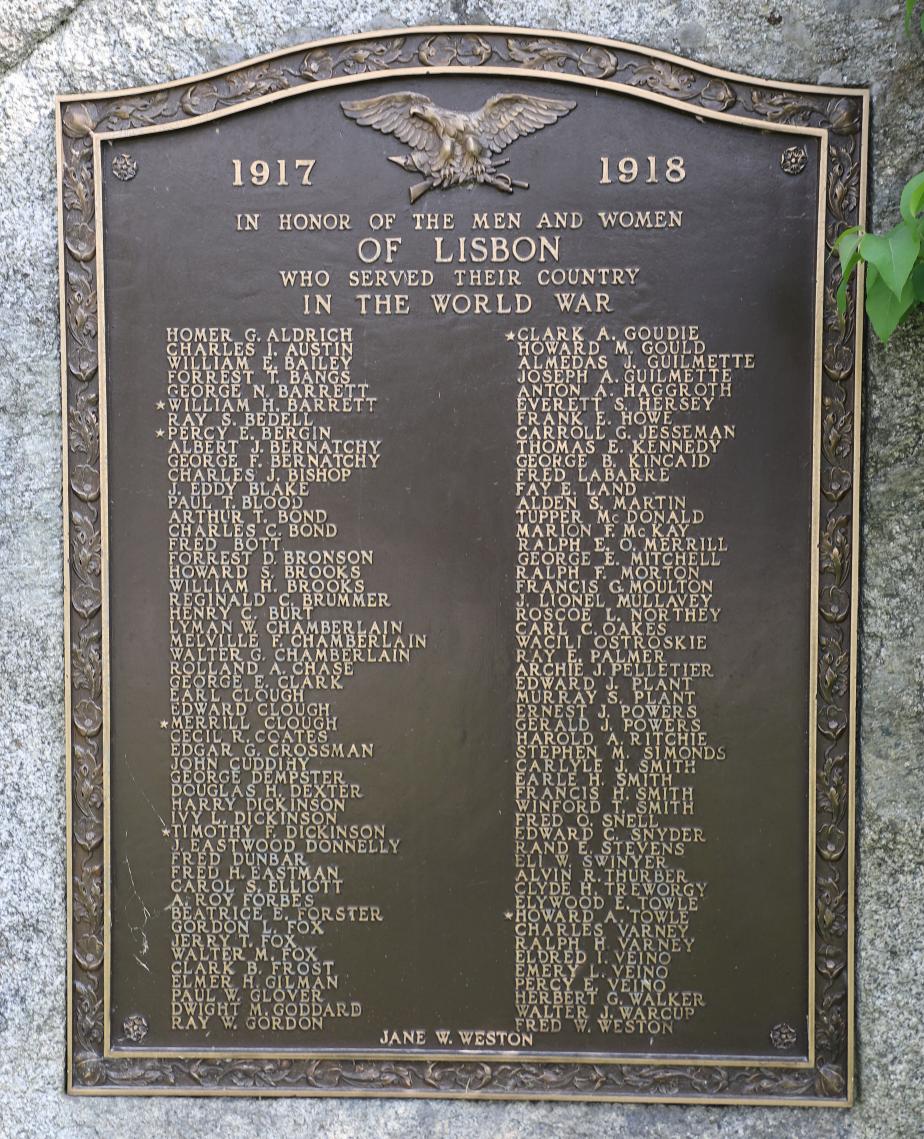 1917 1918
IN HONOR OF THE MEN AND WOMEN
OF LISBON
WHO SERVED THEIR COUNTRY
IN THE WORLD WAR
HOMER G. ALDRICH
CHARLES J. AUSTIN
WILLIAM L. BAILEY
FORREST T. BANGS
GEORGE N. BARRETT
★WILLIAM H. BARRETT
RAY S. BEDELL
★PERCY E. BERGIN
ALBERT J. BERNATCHY
GEORGE F. BERNATCHY
CHARLES J. BISHOP
J. EDDY BLAKE
PAUL I. BLOOD
ARTHUR T. BOND
CHARLES C. BOND
FRED BOTT
FORREST D. BRONSON
HOWARD S. BROOKS
WILLIAM H. BROOKS
REGINALD C. BRUMMER
HENRY C. BURT
HYMAN W. CHAMBERLAIN
MELVILLE F. CHAMBERLAIN
WALTER G. CHAMBERLAIN
ROLLAND A. CHASE
GEORGE E. CLARK
EARL CLOUGH
EDWARD CLOUGH
★MERRILL CLOUGH
CECIL R. COATES
EDGAR G. CROSSMAN
JOHN CUDDIHY
GEORGE DEMPSTER
DOUGLAS H. DEXTER
HARRY DICKINSON
IVY L. DICKINSON
★TIMOTHY F. DICKINSON
J. EASTWOOD DONNELLY
FRED DUNBAR
FRED H. EASTMAN
CAROL S. ELLIOTT
A. ROY FORBES
BEATRICE E. FORSTER
GORDON L. FOX
JERRY T. FOX
WALTER M. FOX
CLARK B. FROST
ELMER H. GILMAN
PAUL W. GLOVER
DWIGHT M. GODDARD
RAY W. GORDON
★CLARK A. GOUDIE
HOWARD M. GOULD
ALMEDAS J. GUILMETTE
JOSEPH A. GUILMETTE
ANTON A. HAGGROTH
EVERETT S. HERSEY
FRANK L. HOWE
CARROLL G. JESSEMAN
THOMAS E. KENNEDY
GEORGE B. KINCAID
FRED LABARRE
FAY E. LAND
ALDEN S. MARTIN
TUPPER McDONALD
MARION F. McKAY
RALPH E. O. MERRILL
GEORGE E. MITCHELL
RALPH F. MORTON
FRANCIS G. MOULTON
J. LIONEL MULLAVEY
ROSCOE L. NORTHEY
CARL C. OAKES
WACIL OSTROSKIE
RAY L. PALMER
ARCHIE J. PELLETIER
EDWARD J. PLANT
MURRAY S. PLANT
ERNEST J. POWERS
GERALD J. POWERS
HAROLD A. RITCHIE
STEPHEN M. SIMONDS
CARLYLE J. SMITH
EARLE H. SMITH
FRANCIS H. SMITH
WINFORD T. SMITH
FRED O. SNELL
EDWARD C. SNYDER
RAND E. STEVENS
ELI W. SWINYER
ALVIN R. THURBER
CLYDE H. TREWORGY
ELYWOOD E. TOWLE
★HOWARD A. TOWLE
CHARLES VARNEY
RALPH H. VARNEY
ELDRED I. VEINO
EMERY L. VEINO
PERCY E. VEINO
HERBERT G. WALKER
WALTER J. WARCUP
FRED W. WESTON
JANE W. WESTON